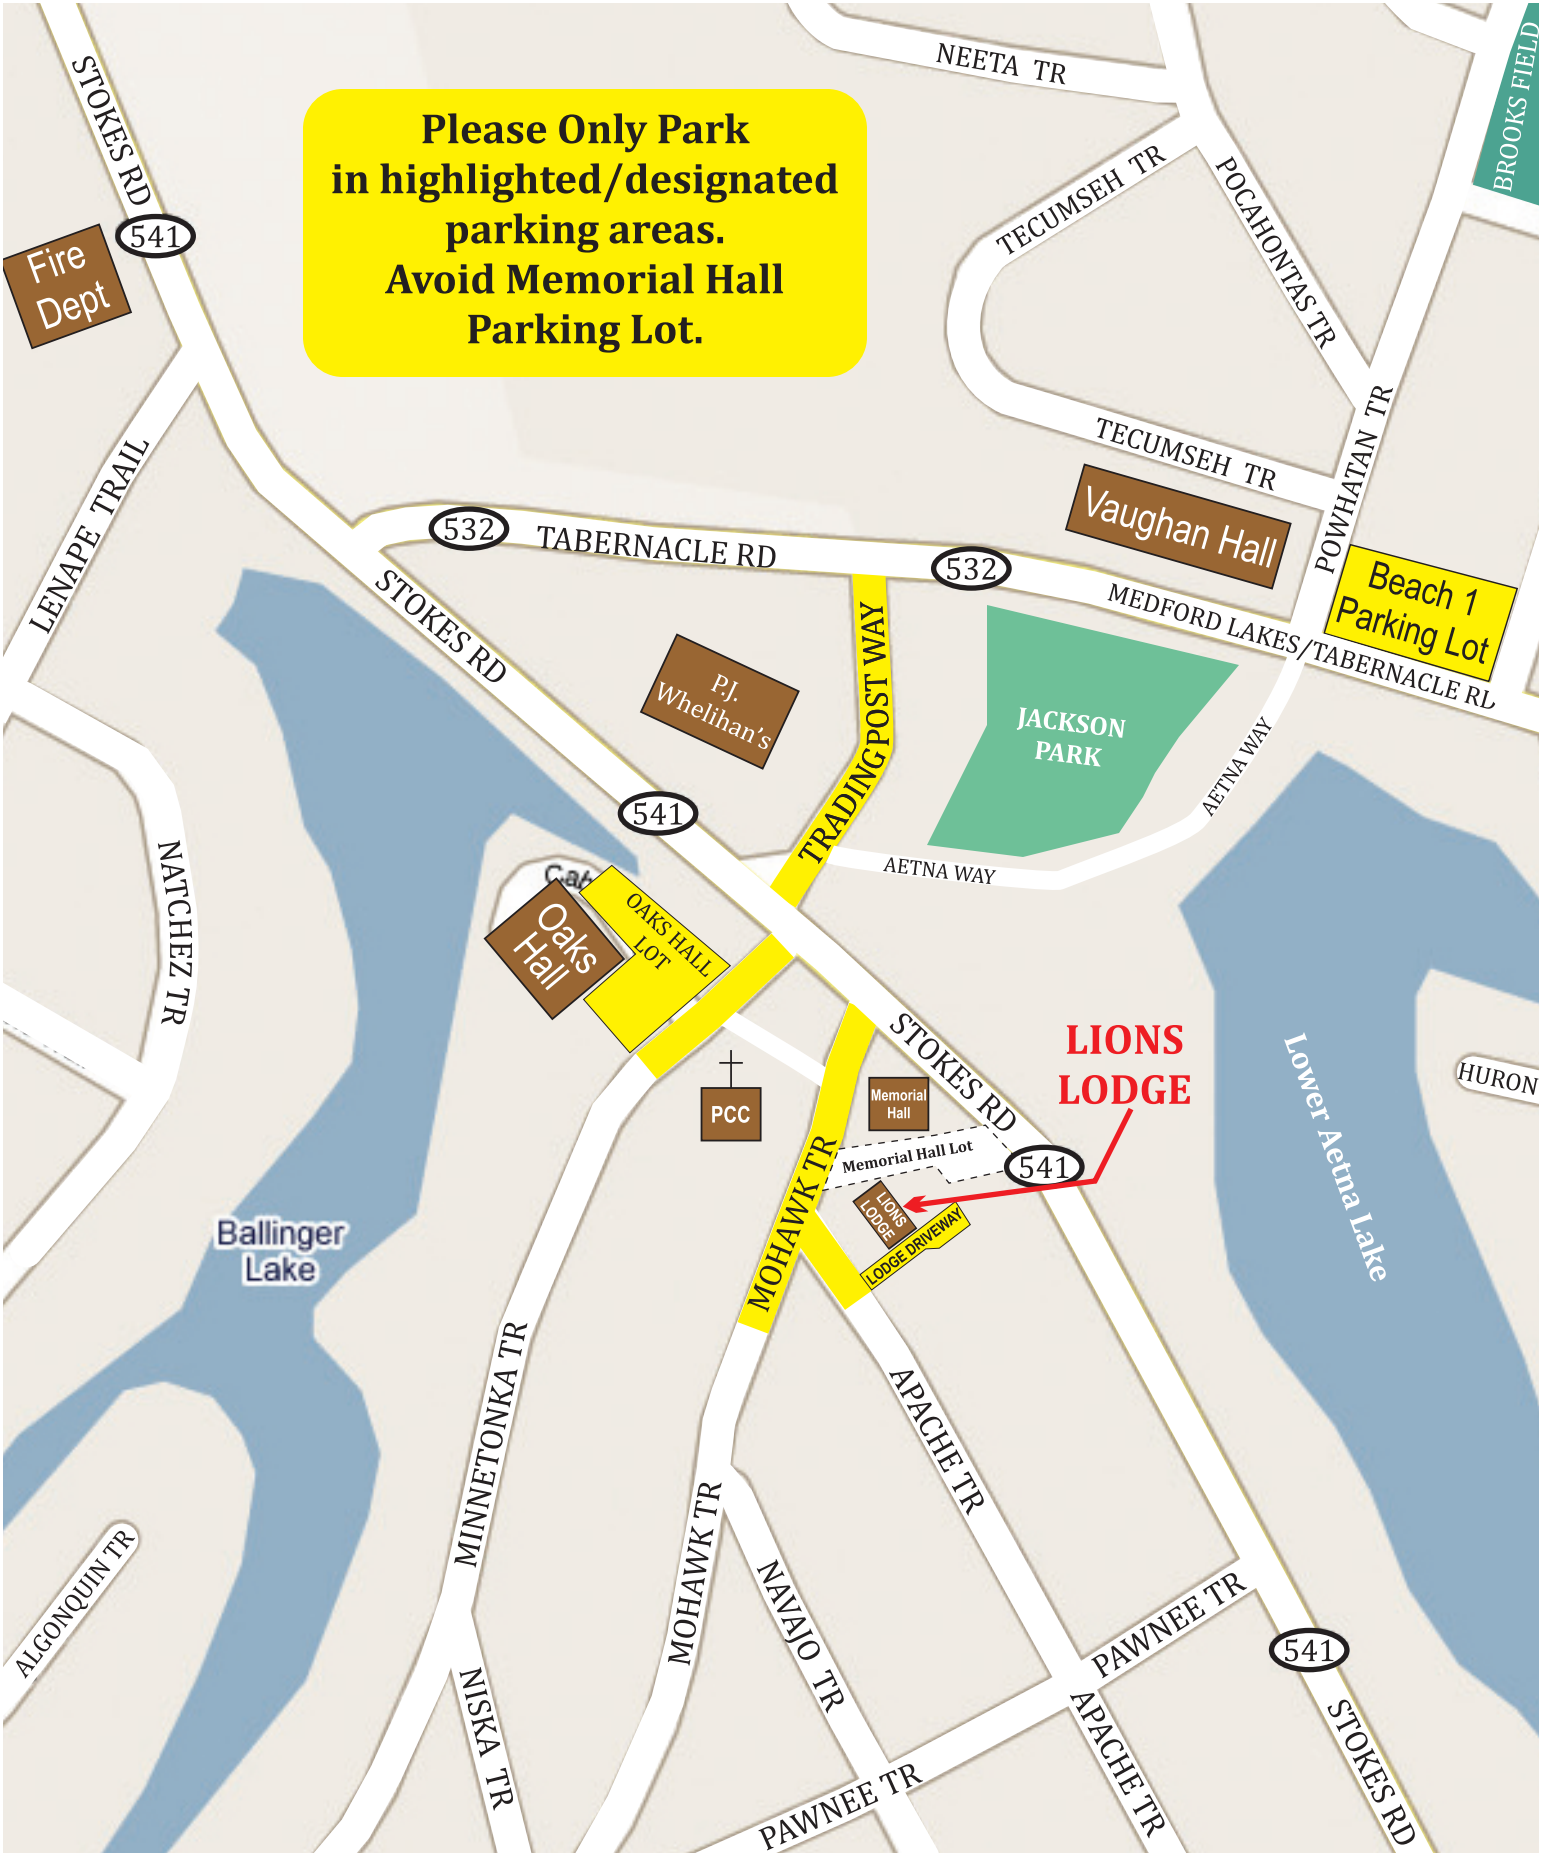 STOKES RD
541
Fire
Dept
Please Only Park
in highlighted/designated
parking areas.
Avoid Memorial Hall
Parking Lot.
NEETA TR
BROOKS FIELD
TECUMSEH TR
POCAHONTAS TR
POWHATAN TR
TECUMSEH TR
Vaughan Hall
LENAPE TRAIL
532
TABERNACLE RD
532
MEDFORD LAKES/TABERNACLE RD
Beach 1
Parking Lot
STOKES RD
P.J.
Whelihan's
TRADING POST WAY
JACKSON
PARK
AETNA WAY
AETNA WAY
541
NATCHEZ TR
OAKS HALL
LOT
Oaks
Hall
STOKES RD
LIONS
LODGE
Lower Aetna Lake
HURON
PCC
Memorial
Hall
Memorial Hall Lot
541
MOHAWK TR
LIONS
LODGE
LODGE DRIVEWAY
Ballinger
Lake
MINNETONKA TR
APACHE TR
MOHAWK TR
NAVAJO TR
ALGONQUIN TR
NISKA TR
PAWNEE TR
541
PAWNEE TR
APACHE TR
STOKES RD